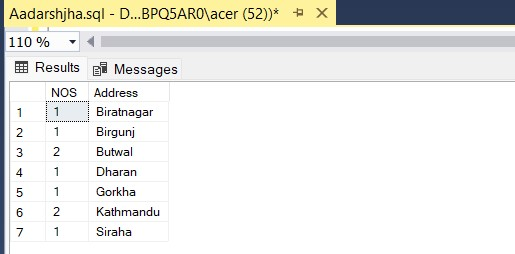 Aadarshjha.sql - D...BPQ5AR0\acer (52))*
110 %
Results Messages
NOS Address
1 1 Biratnagar
2 1 Birgunj
3 2 Butwal
4 1 Dharan
5 1 Gorkha
6 2 Kathmandu
7 1 Siraha